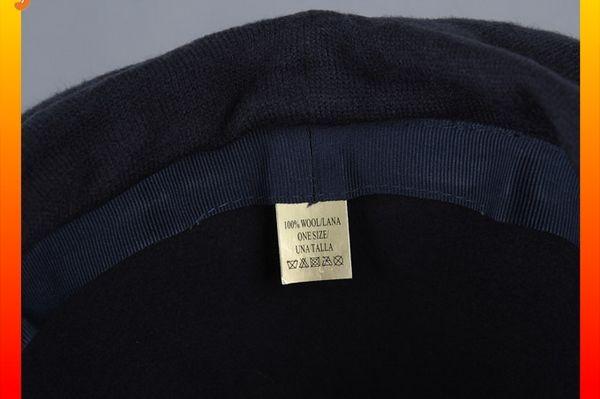 100% WOOL/LANA
ONE SIZE/
UNA TALLA